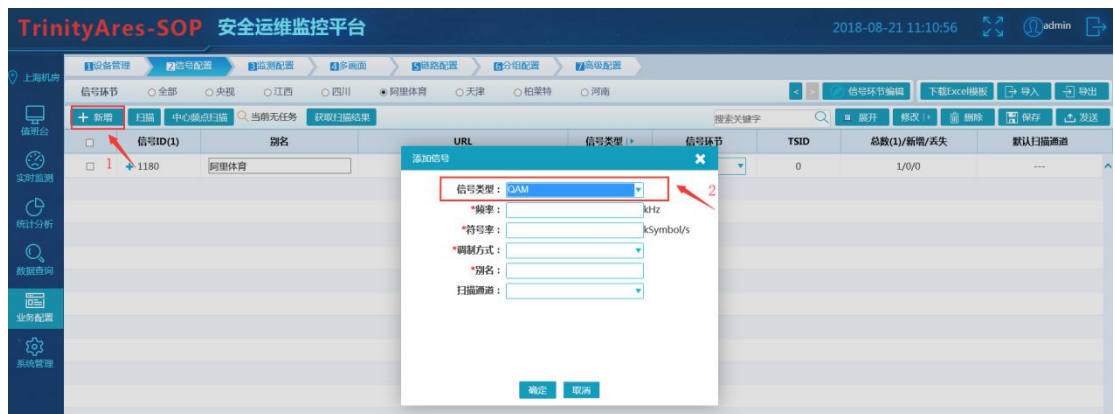 TrinityAres-SOP 安全运维监控平台 2018-08-21 11:10:56 admin
上海机房
1设备管理 2信号配置 3监测配置 4多画面 5链路配置 6分组配置 7高级配置
信号环节 全部 央视 江西 四川 阿里体育 天津 柏莱特 河南 < > 信号环节编辑 下载Excel模板 导入 导出
+ 新增 扫描 中心频点扫描 当前无任务 获取扫描结果 搜索关键字 展开 修改 删除 保存 发送
信号ID(1) 别名 URL 信号类型 信号环节 TSID 总数(1)/新增/丢失 默认扫描通道
1 +1180 阿里体育 0 1/0/0 ---
添加信号
信号类型： QAM 2
*频率： kHz
*符号率： kSymbol/s
*调制方式：
*别名：
扫描通道：
确定 取消
值班台
实时监测
统计分析
数据查询
业务配置
系统管理